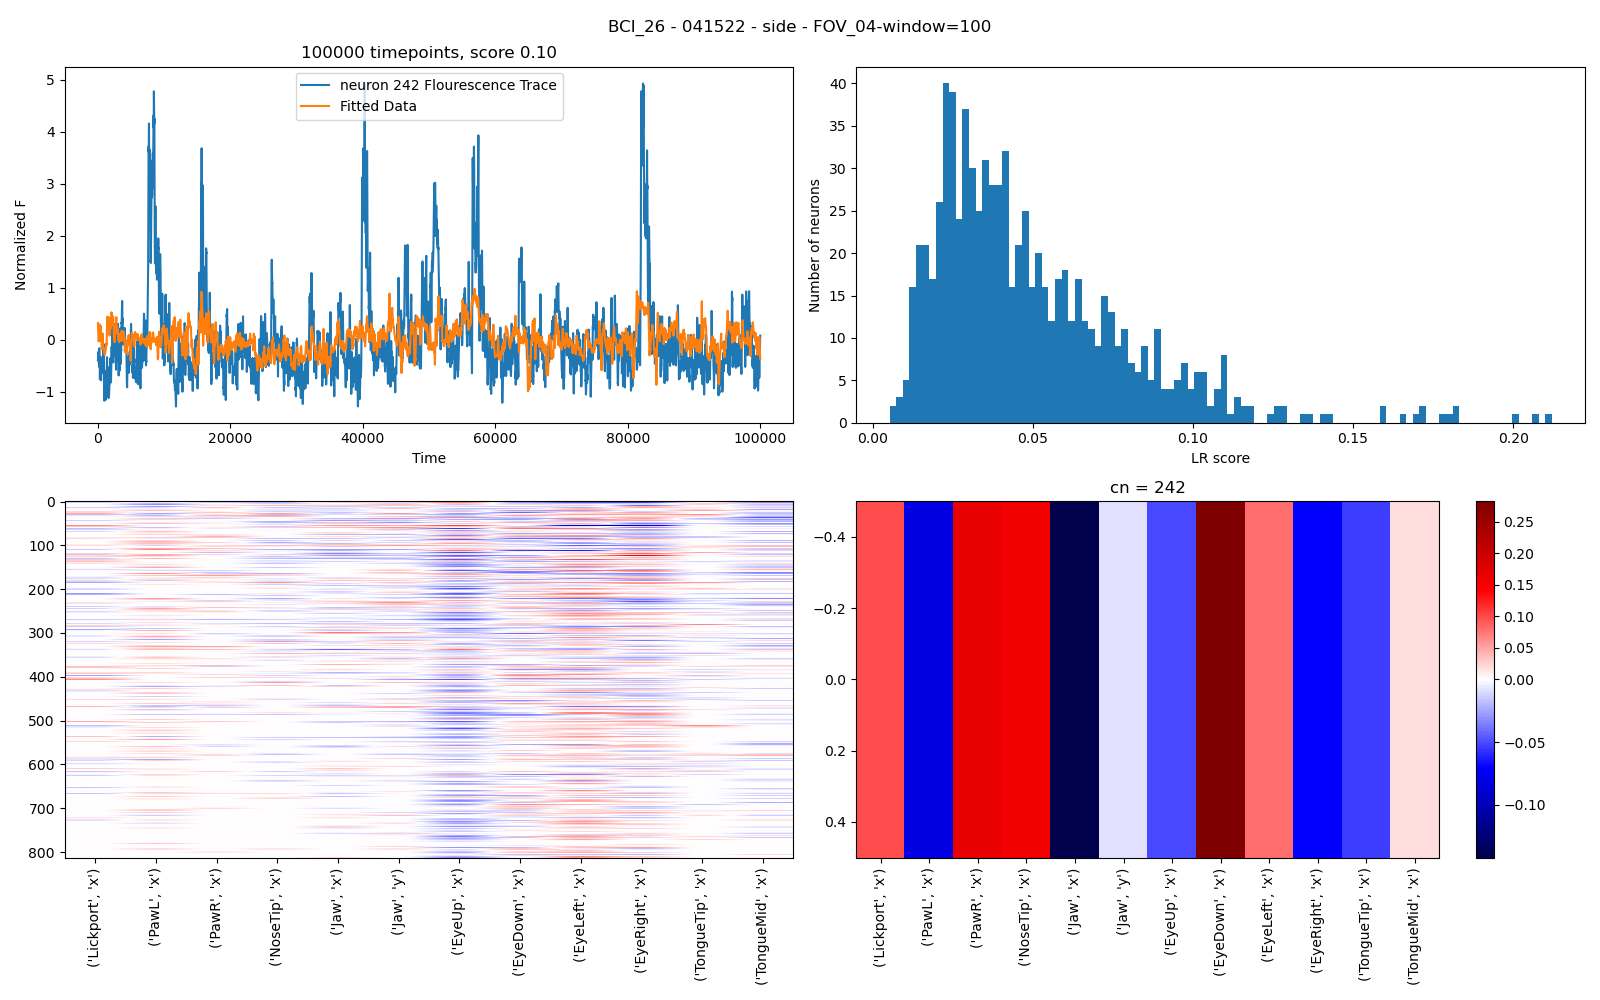 BCI_26 - 041522 - side - FOV_04-window=100
100000 timepoints, score 0.10
neuron 242 Flourescence Trace
Fitted Data
Normalized F
5
4
3
2
1
0
−1
0 20000 40000 60000 80000 100000
Time
Number of neurons
40
35
30
25
20
15
10
5
0
0.00 0.05 0.10 0.15 0.20
LR score
0
100
200
300
400
500
600
700
800
('Lickport', 'x') ('PawL', 'x') ('PawR', 'x') ('NoseTip', 'x') ('Jaw', 'x') ('Jaw', 'y') ('EyeUp', 'x') ('EyeDown', 'x') ('EyeLeft', 'x') ('EyeRight', 'x') ('TongueTip', 'x') ('TongueMid', 'x')
cn = 242
−0.4
−0.2
0.0
0.2
0.4
('Lickport', 'x') ('PawL', 'x') ('PawR', 'x') ('NoseTip', 'x') ('Jaw', 'x') ('Jaw', 'y') ('EyeUp', 'x') ('EyeDown', 'x') ('EyeLeft', 'x') ('EyeRight', 'x') ('TongueTip', 'x') ('TongueMid', 'x')
0.25
0.20
0.15
0.10
0.05
0.00
−0.05
−0.10